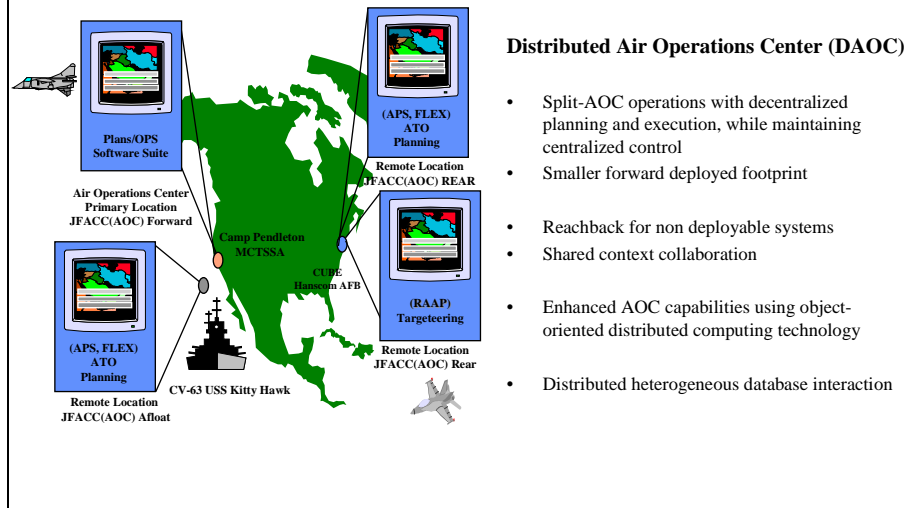 Distributed Air Operations Center (DAOC)
• Split-AOC operations with decentralized
planning and execution, while maintaining
centralized control
• Smaller forward deployed footprint
• Reachback for non deployable systems
• Shared context collaboration
• Enhanced AOC capabilities using object-
oriented distributed computing technology
• Distributed heterogeneous database interaction
Plans/OPS
Software Suite
Air Operations Center
Primary Location
JFACC(AOC) Forward
(APS, FLEX)
ATO
Planning
Remote Location
JFACC(AOC) REAR
Camp Pendleton
MCTSSA
CUBE
Hanscom AFB
(RAAP)
Targeteering
Remote Location
JFACC(AOC) Rear
(APS, FLEX)
ATO
Planning
Remote Location
JFACC(AOC) Afloat
CV-63 USS Kitty Hawk